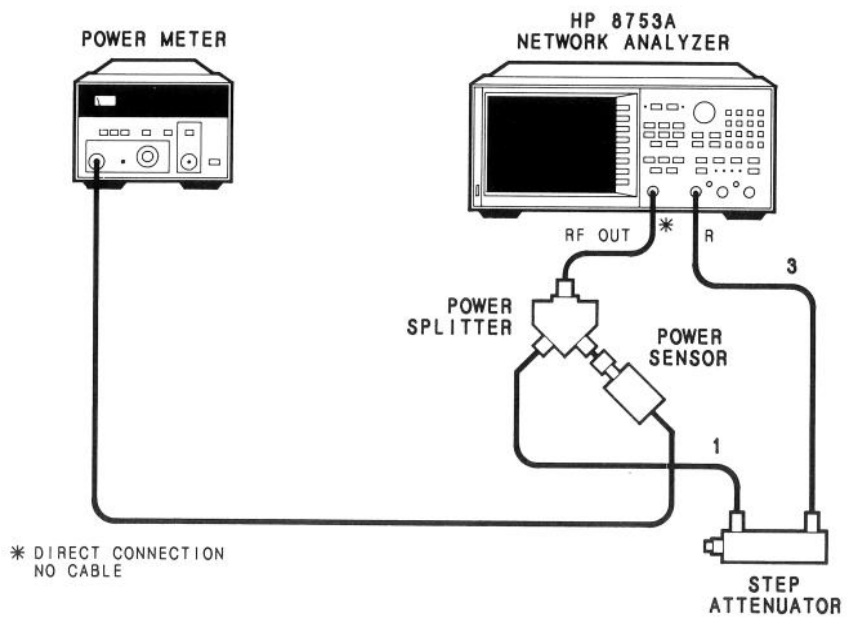 HP 8753A
NETWORK ANALYZER
POWER METER
RF OUT
*
R
3
POWER
SPLITTER
POWER
SENSOR
1
* DIRECT CONNECTION
NO CABLE
STEP
ATTENUATOR